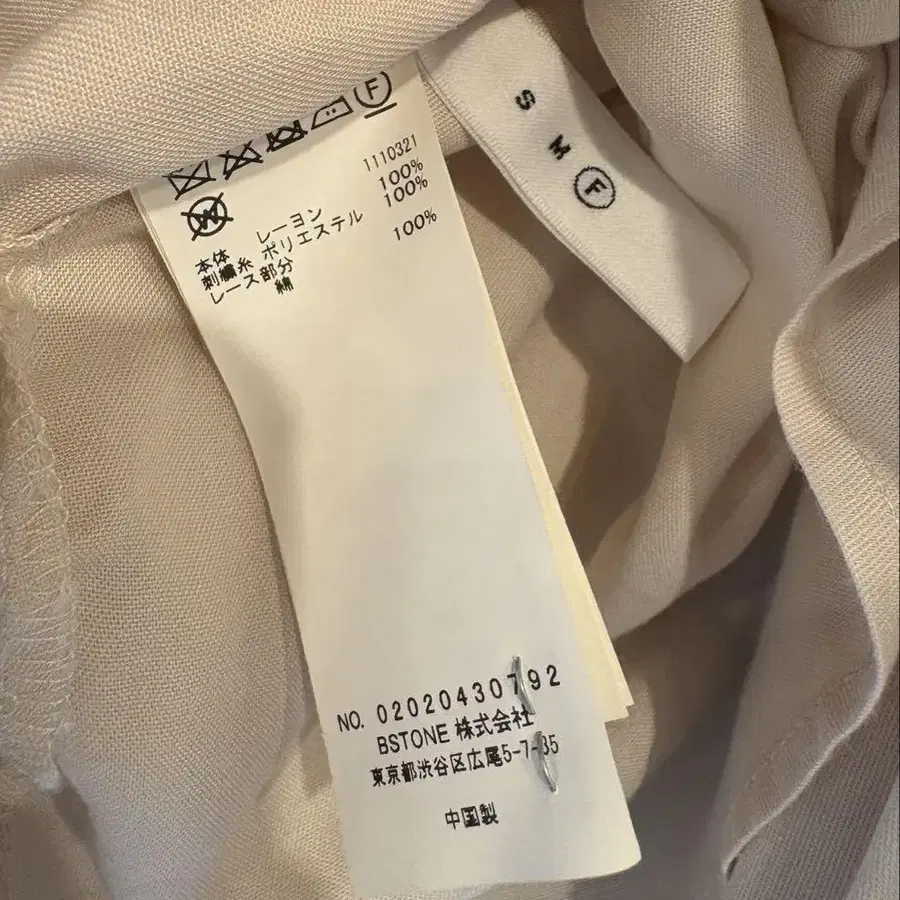 F
1110321
W
本体 レーヨン 100%
刺繍糸 ポリエステル 100%
レース部分
綿 100%
NO. 02020430792
BSTONE 株式会社
東京都渋谷区広尾5-7-35
中国製
S M F